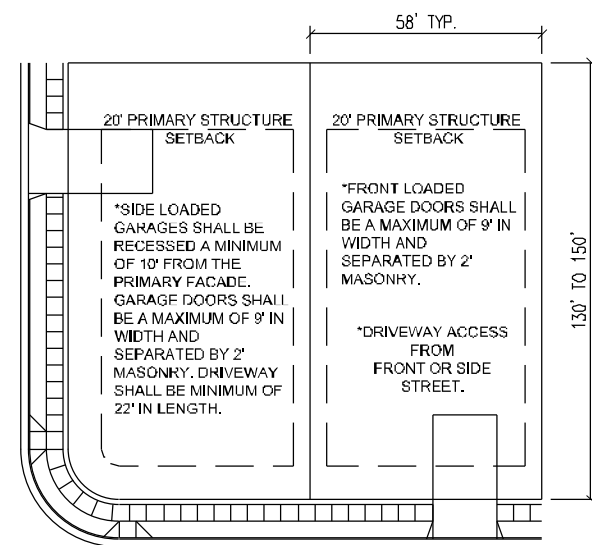 58' TYP.
20' PRIMARY STRUCTURE
SETBACK
20' PRIMARY STRUCTURE
SETBACK
*SIDE LOADED
GARAGES SHALL BE
RECESSED A MINIMUM
OF 10' FROM THE
PRIMARY FACADE.
GARAGE DOORS SHALL
BE A MAXIMUM OF 9' IN
WIDTH AND
SEPARATED BY 2'
MASONRY. DRIVEWAY
SHALL BE MINIMUM OF
22' IN LENGTH.
*FRONT LOADED
GARAGE DOORS SHALL
BE A MAXIMUM OF 9' IN
WIDTH AND
SEPARATED BY 2'
MASONRY.
*DRIVEWAY ACCESS
FROM
FRONT OR SIDE
STREET.
130' TO 150'